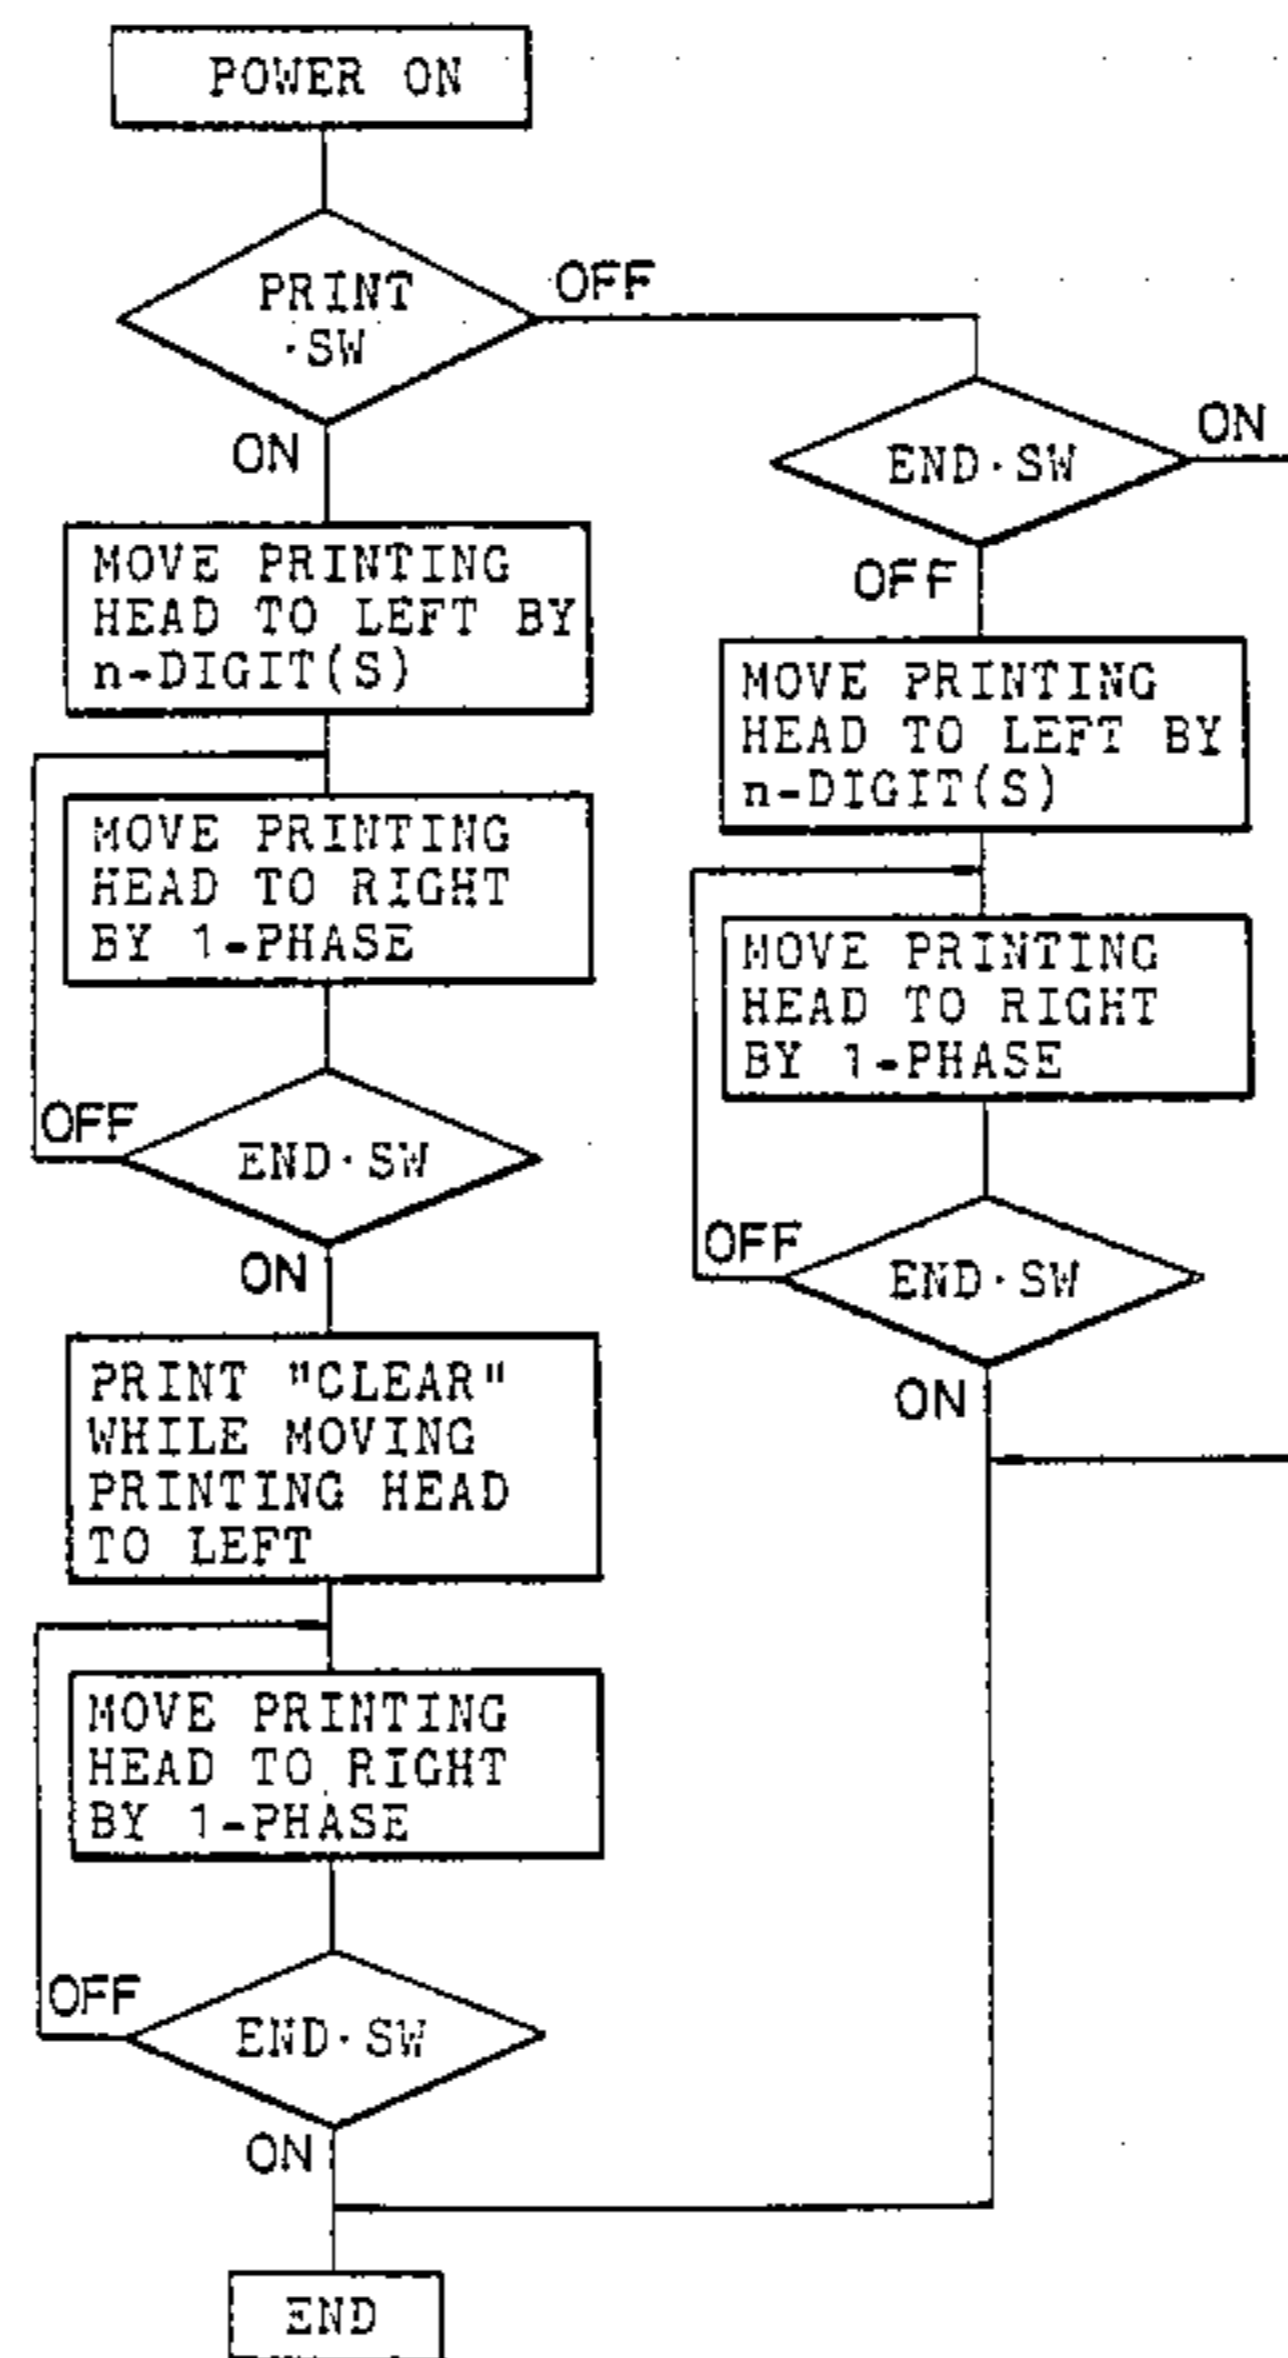 POWER ON
PRINT
·SW
OFF
ON
MOVE PRINTING
HEAD TO LEFT BY
n-DIGIT(S)
MOVE PRINTING
HEAD TO RIGHT
BY 1-PHASE
OFF
END·SW
ON
PRINT "CLEAR"
WHILE MOVING
PRINTING HEAD
TO LEFT
MOVE PRINTING
HEAD TO RIGHT
BY 1-PHASE
OFF
END·SW
ON
END·SW
ON
OFF
MOVE PRINTING
HEAD TO LEFT BY
n-DIGIT(S)
MOVE PRINTING
HEAD TO RIGHT
BY 1-PHASE
OFF
END·SW
ON
END